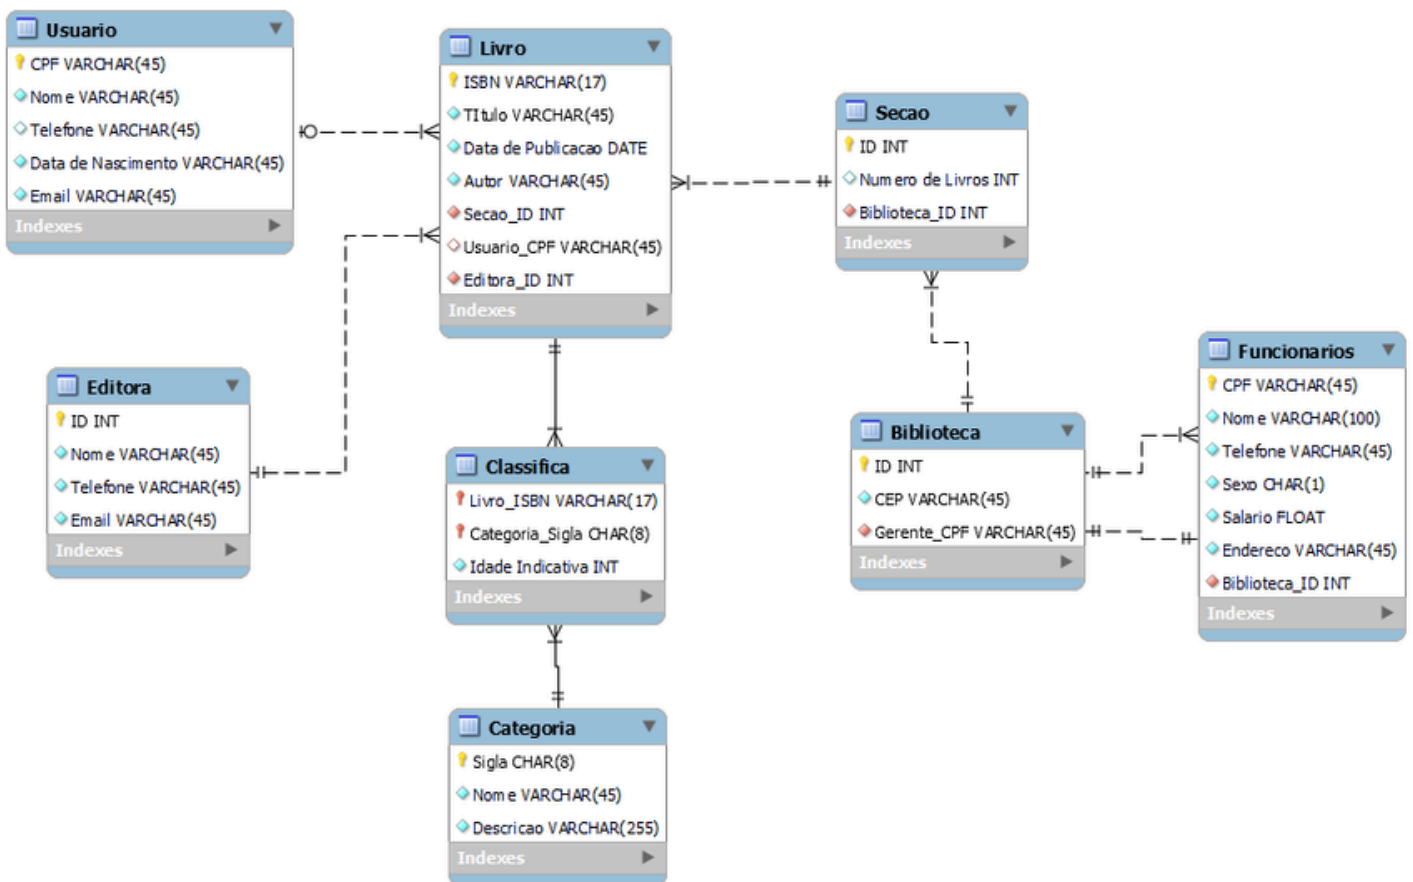 Usuario
CPF VARCHAR(45)
Nome VARCHAR(45)
Telefone VARCHAR(45)
Data de Nascimento VARCHAR(45)
Email VARCHAR(45)
Indexes
Livro
ISBN VARCHAR(17)
TItulo VARCHAR(45)
Data de Publicacao DATE
Autor VARCHAR(45)
Secao_ID INT
Usuario_CPF VARCHAR(45)
Editora_ID INT
Indexes
Secao
ID INT
Numero de Livros INT
Biblioteca_ID INT
Indexes
Editora
ID INT
Nome VARCHAR(45)
Telefone VARCHAR(45)
Email VARCHAR(45)
Indexes
Classifica
Livro_ISBN VARCHAR(17)
Categoria_Sigla CHAR(8)
Idade Indicativa INT
Indexes
Biblioteca
ID INT
CEP VARCHAR(45)
Gerente_CPF VARCHAR(45)
Indexes
Funcionarios
CPF VARCHAR(45)
Nome VARCHAR(100)
Telefone VARCHAR(45)
Sexo CHAR(1)
Salario FLOAT
Endereco VARCHAR(45)
Biblioteca_ID INT
Indexes
Categoria
Sigla CHAR(8)
Nome VARCHAR(45)
Descricao VARCHAR(255)
Indexes